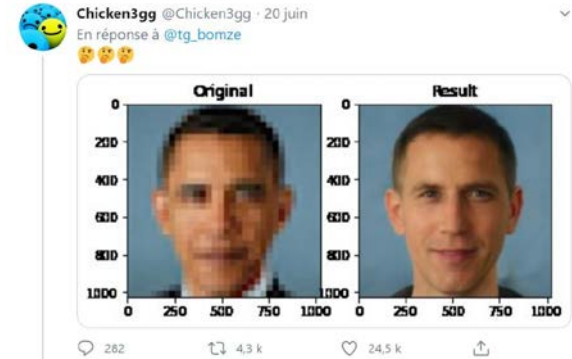 Chicken3gg @Chicken3gg · 20 juin
En réponse à @tg_bomze
🤔🤔🤔
Original
Result
0
200
400
600
800
1000
0 250 500 750 1000
0
200
400
600
800
1000
0 250 500 750 1000
282 4,3 k 24,5 k